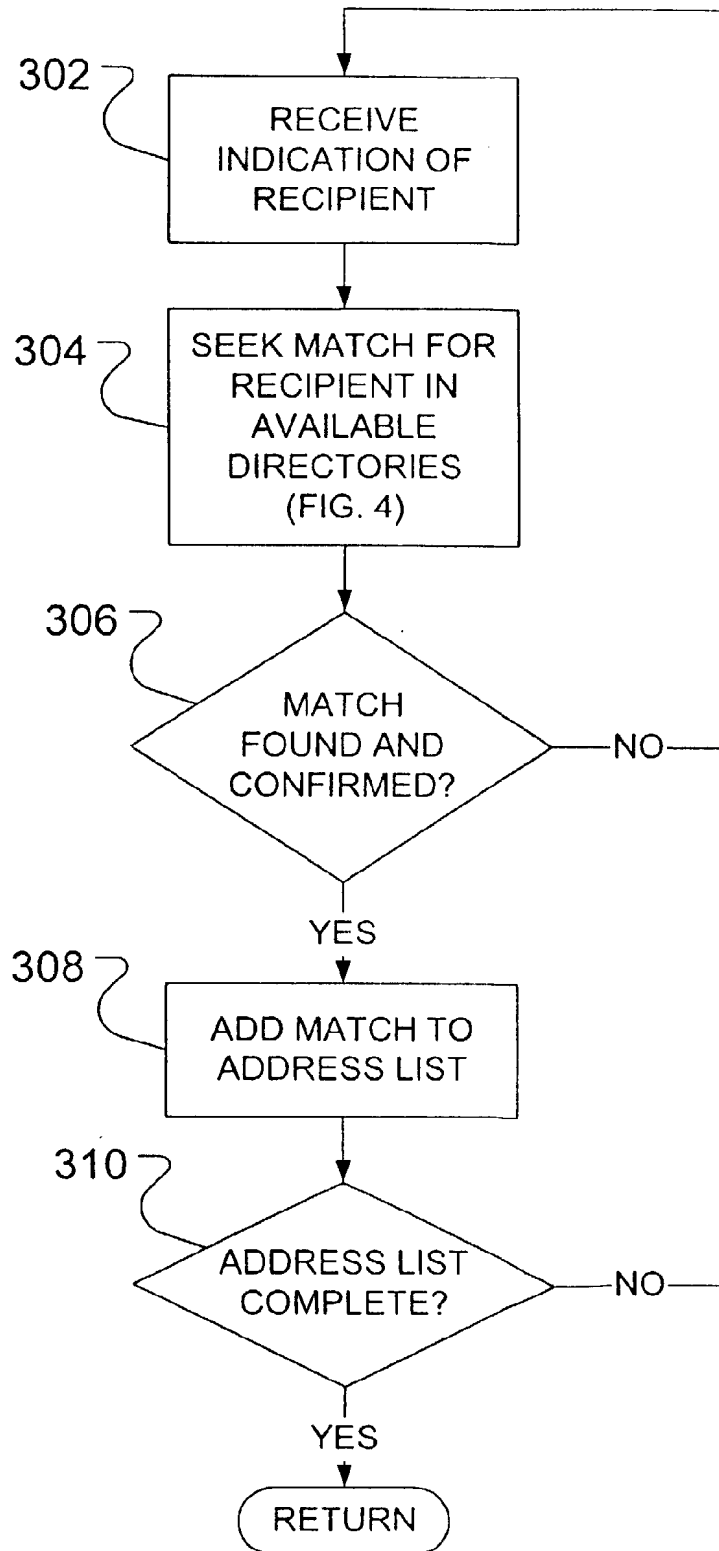 302
RECEIVE
INDICATION OF
RECIPIENT
304
SEEK MATCH FOR
RECIPIENT IN
AVAILABLE
DIRECTORIES
(FIG. 4)
306
MATCH
FOUND AND
CONFIRMED?
NO
YES
308
ADD MATCH TO
ADDRESS LIST
310
ADDRESS LIST
COMPLETE?
NO
YES
RETURN